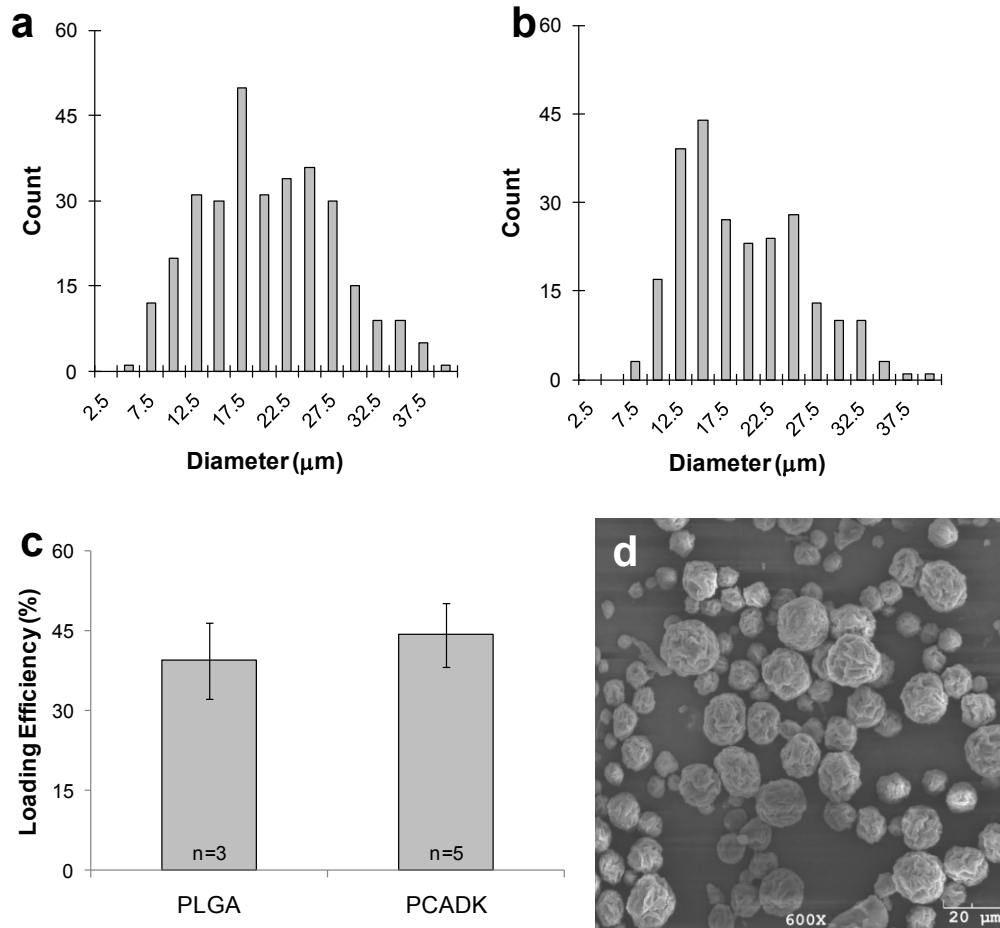 a
60
45
30
15
0
Count
2.5
7.5
12.5
17.5
22.5
27.5
32.5
37.5
Diameter (μm)
b
60
45
30
15
0
Count
2.5
7.5
12.5
17.5
22.5
27.5
32.5
37.5
Diameter (μm)
c
60
45
30
15
0
Loading Efficiency (%)
n=3
n=5
PLGA
PCADK
d
600X
20 μm